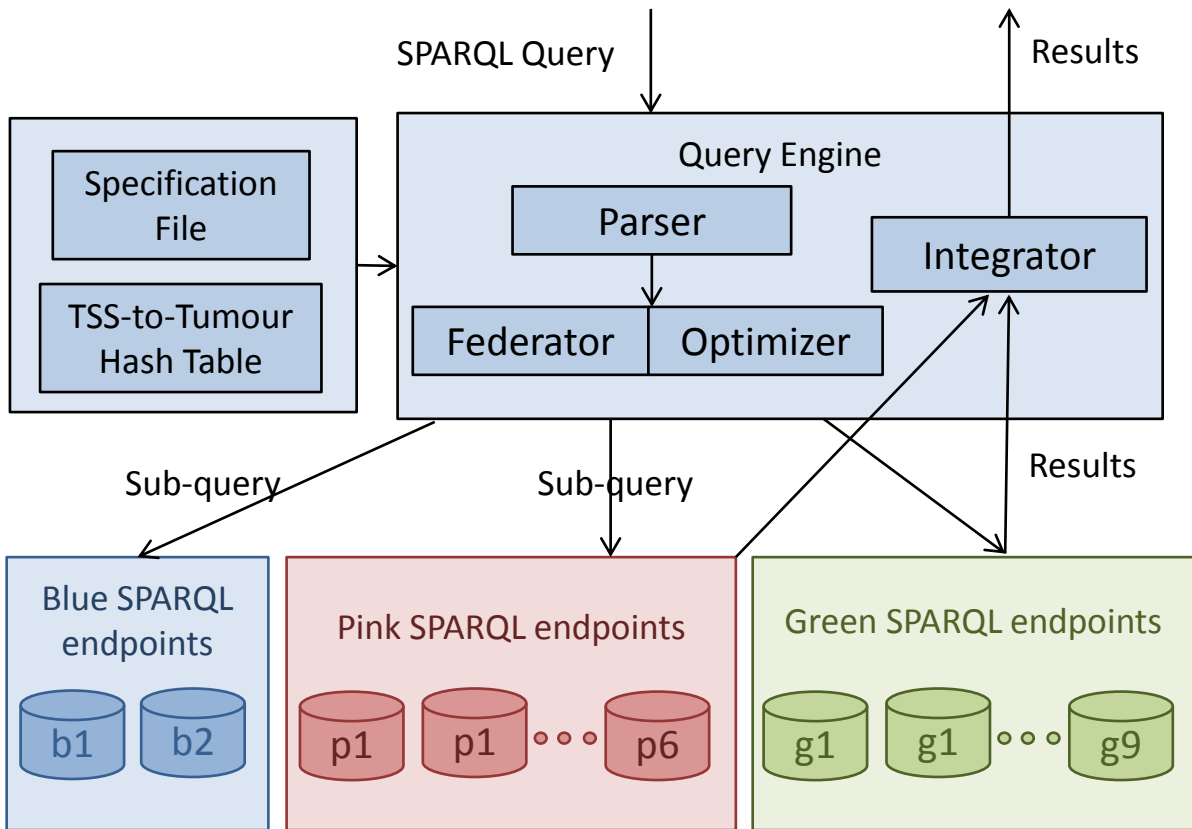 SPARQL Query
Results
Specification
File
TSS-to-Tumour
Hash Table
Query Engine
Parser
Federator
Optimizer
Integrator
Sub-query
Sub-query
Results
Blue SPARQL
endpoints
b1
b2
Pink SPARQL endpoints
p1
p1
p6
Green SPARQL endpoints
g1
g1
g9